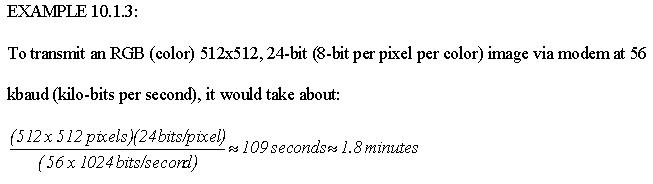 EXAMPLE 10.1.3:
To transmit an RGB (color) 512x512, 24-bit (8-bit per pixel per color) image via modem at 56
kbaud (kilo-bits per second), it would take about:
(512 x 512 pixels)(24 bits/pixel)
(56 x 1024 bits/second) ≈ 109 seconds ≈ 1.8 minutes